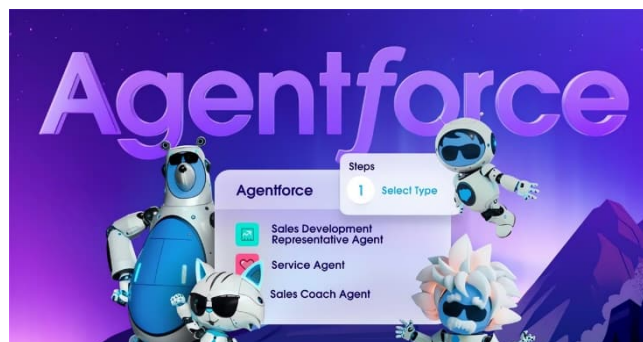 Agentforce
Steps
1 Select Type
Agentforce
Sales Development
Representative Agent
Service Agent
Sales Coach Agent